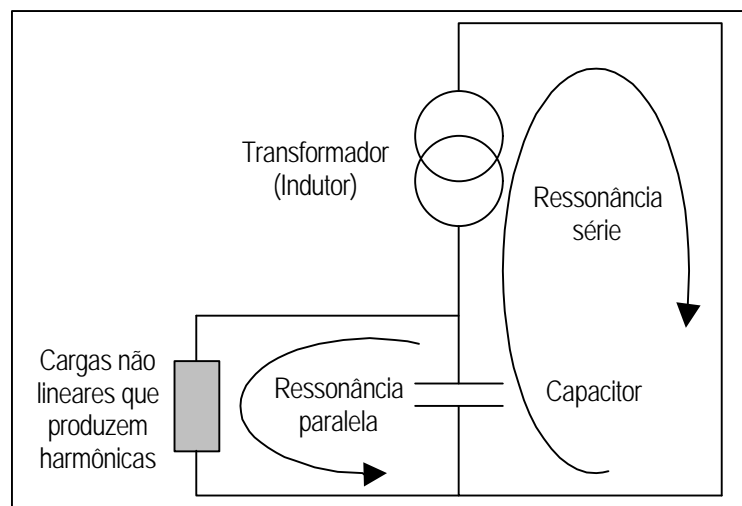 Transformador
(Indutor)
Ressonância
série
Cargas não
lineares que
produzem
harmônicas
Ressonância
paralela
Capacitor